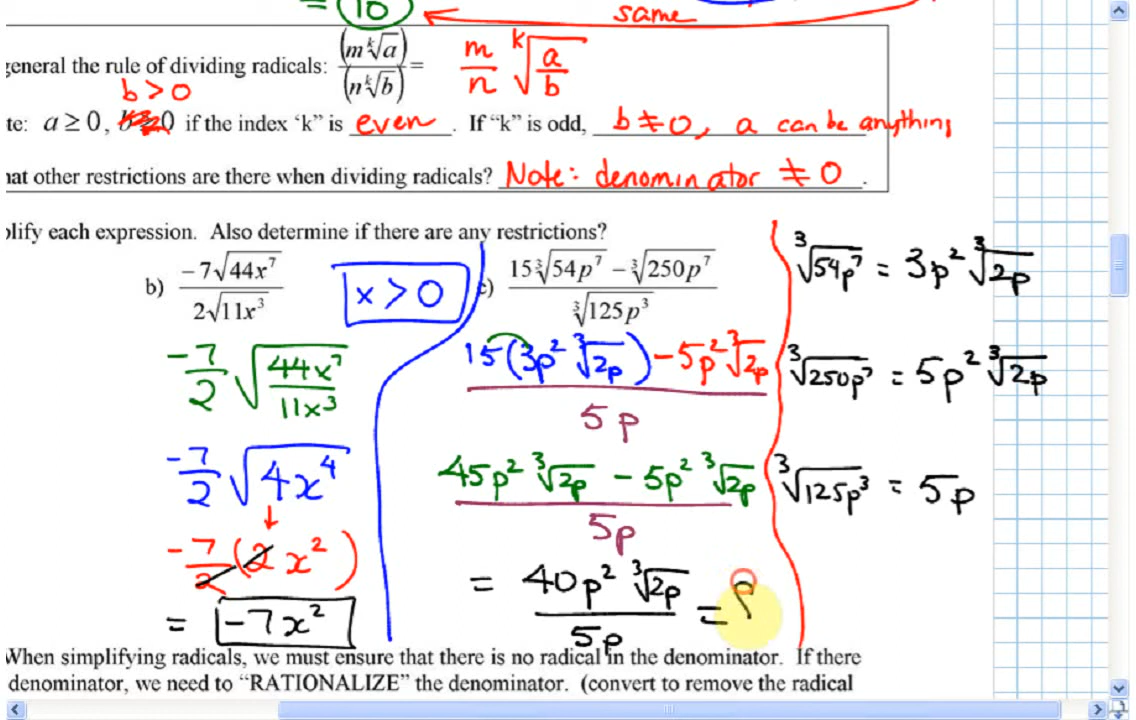 = 10 same
general the rule of dividing radicals: (m ᵏ√a)/(n ᵏ√b) = m/n ᵏ√(a/b)
b > 0
te: a ≥ 0, 0 if the index ‘k’ is even . If “k” is odd, b ≠ 0, a can be anything
hat other restrictions are there when dividing radicals? Note: denominator ≠ 0 .
plify each expression. Also determine if there are any restrictions?
b) (-7√(44x⁷))/(2√(11x³))
x > 0
-7/2 √(44x⁷/11x³)
-7/2 √(4x⁴)
-7/2 (2x²)
= -7x²
c) (15∛(54p⁷) - ∛(250p⁷))/∛(125p³)
(15(3p² ∛(2p)) - 5p² ∛(2p))/5p
(45p² ∛(2p) - 5p² ∛(2p))/5p
= (40p² ∛(2p))/5p =
∛(54p⁷) = 3p² ∛(2p)
∛(250p⁷) = 5p² ∛(2p)
∛(125p³) = 5p
When simplifying radicals, we must ensure that there is no radical in the denominator. If there
denominator, we need to “RATIONALIZE” the denominator. (convert to remove the radical